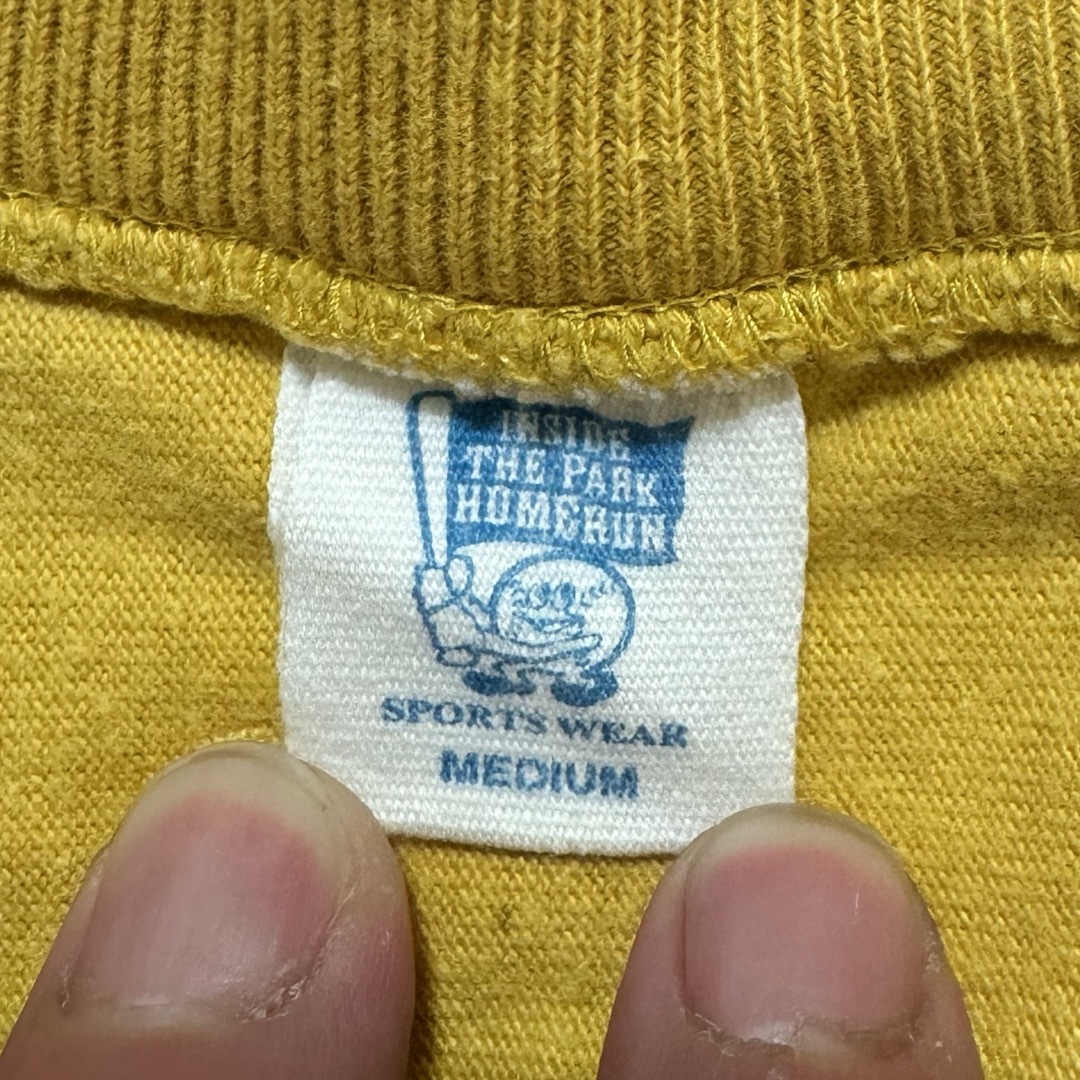 INSIDE
THE PARK
HOMERUN
SPORTS WEAR
MEDIUM